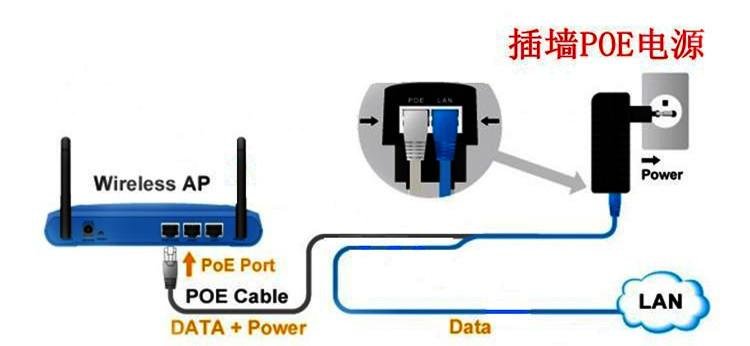 插墙POE电源
POE LAN
Wireless AP
Power
PoE Port
POE Cable
DATA + Power
Data
LAN